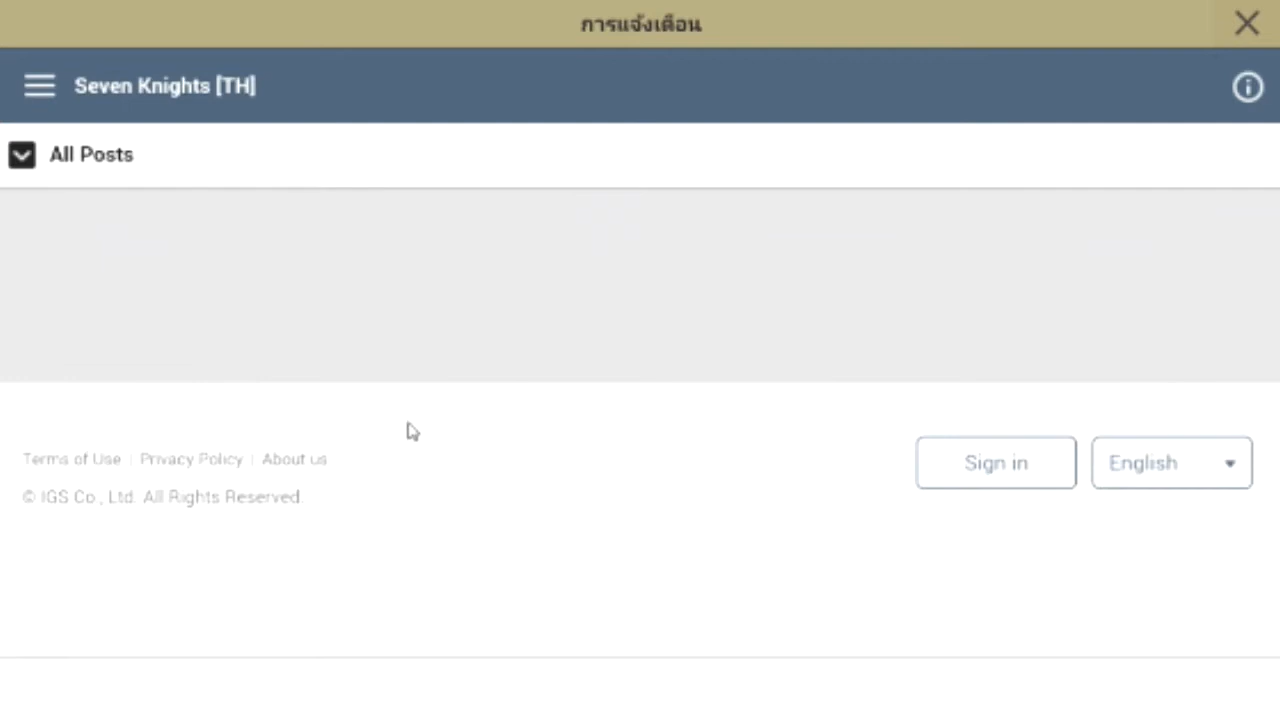 การแจ้งเตือน
Seven Knights [TH]
All Posts
Terms of Use | Privacy Policy | About us
Sign in
English
© IGS Co., Ltd. All Rights Reserved.